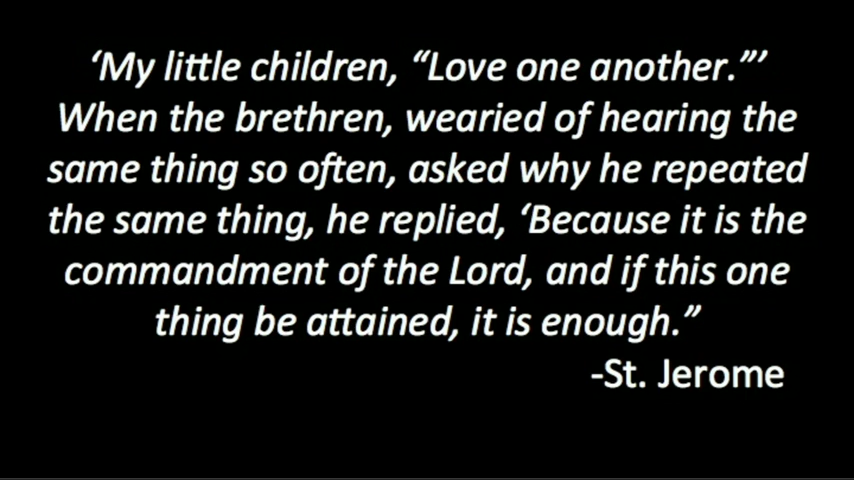 ‘My little children, “Love one another.”’
When the brethren, wearied of hearing the
same thing so often, asked why he repeated
the same thing, he replied, ‘Because it is the
commandment of the Lord, and if this one
thing be attained, it is enough.”
-St. Jerome